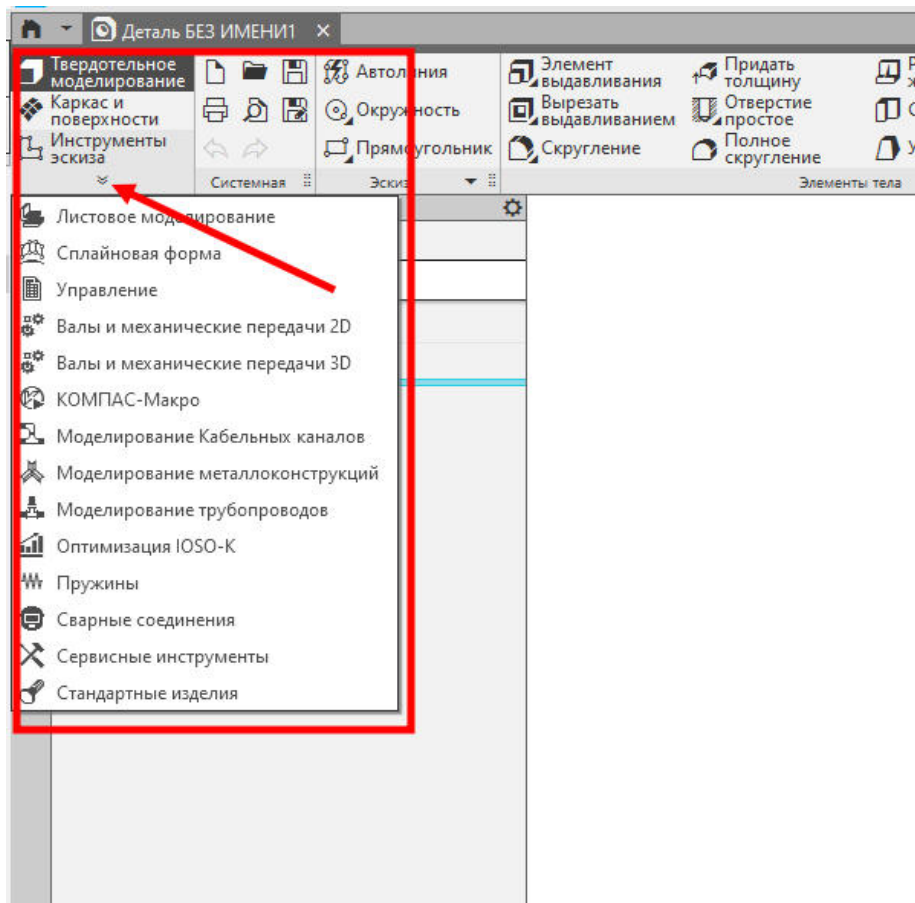 Деталь БЕЗ ИМЕНИ1
Твердотельное
моделирование
Каркас и
поверхности
Инструменты
эскиза
Системная
Автолиния
Окружность
Прямоугольник
Эскиз
Элемент
выдавливания
Вырезать
выдавливанием
Скругление
Придать
толщину
Отверстие
простое
Полное
скругление
Элементы тела
Листовое моделирование
Сплайновая форма
Управление
Валы и механические передачи 2D
Валы и механические передачи 3D
КОМПАС-Макро
Моделирование Кабельных каналов
Моделирование металлоконструкций
Моделирование трубопроводов
Оптимизация IOSO-K
Пружины
Сварные соединения
Сервисные инструменты
Стандартные изделия